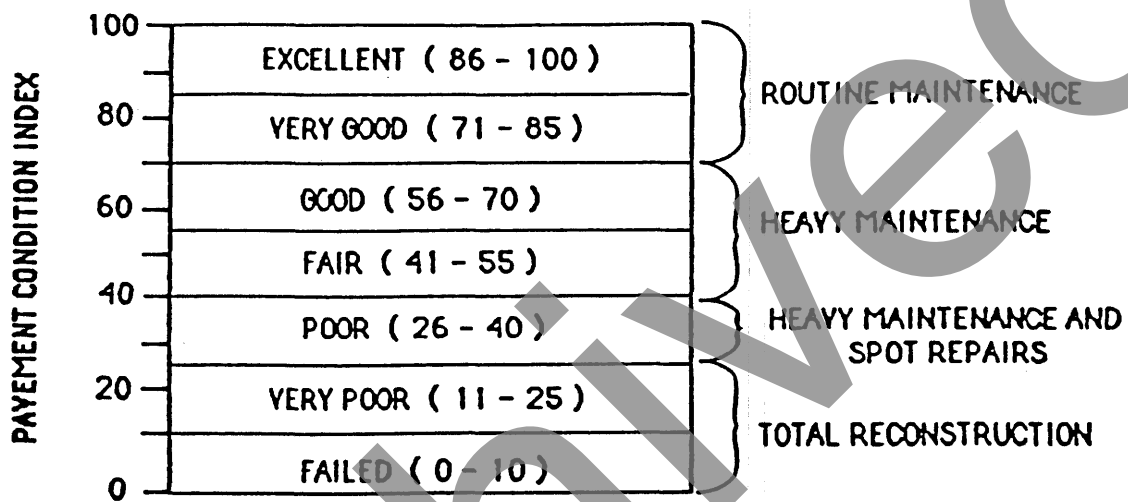 PAVEMENT CONDITION INDEX
100
80
60
40
20
0
EXCELLENT ( 86 - 100 )
VERY GOOD ( 71 - 85 )
GOOD ( 56 - 70 )
FAIR ( 41 - 55 )
POOR ( 26 - 40 )
VERY POOR ( 11 - 25 )
FAILED ( 0 - 10 )
ROUTINE MAINTENANCE
HEAVY MAINTENANCE
HEAVY MAINTENANCE AND
SPOT REPAIRS
TOTAL RECONSTRUCTION